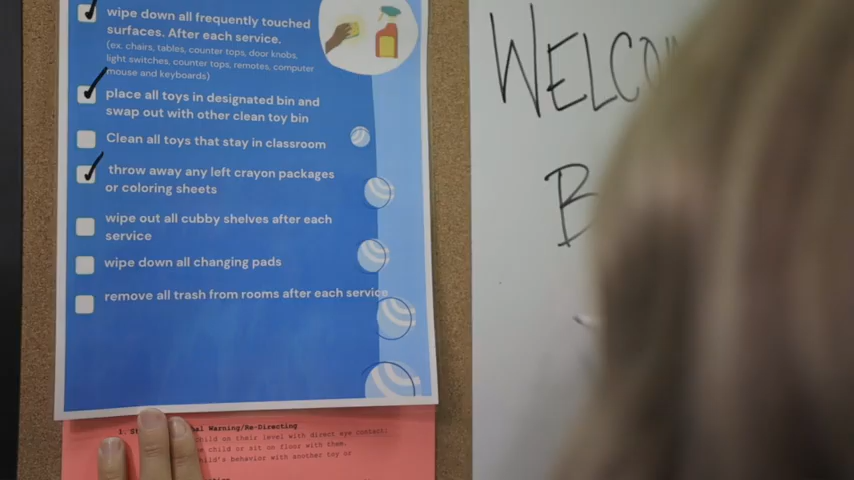 wipe down all frequently touched
surfaces. After each service.
(ex. chairs, tables, counter tops, door knobs,
light switches, counter tops, remotes, computer
mouse and keyboards)
place all toys in designated bin and
swap out with other clean toy bin
Clean all toys that stay in classroom
throw away any left crayon packages
or coloring sheets
wipe out all cubby shelves after each
service
wipe down all changing pads
remove all trash from rooms after each service
WELCO
B
1. Warning/Re-Directing
child on their level with direct eye contact:
child or sit on floor with them.
child's behavior with another toy or